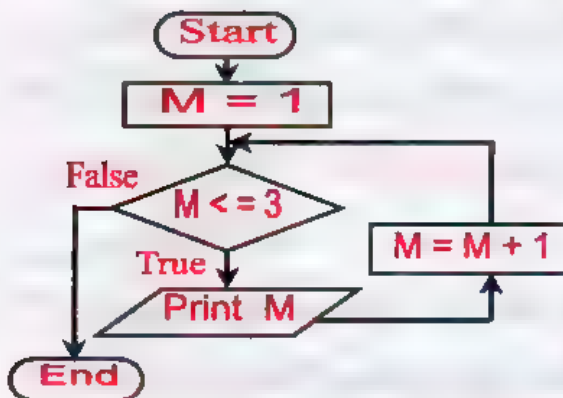 Start
M = 1
False
M <= 3
M = M + 1
True
Print M
End